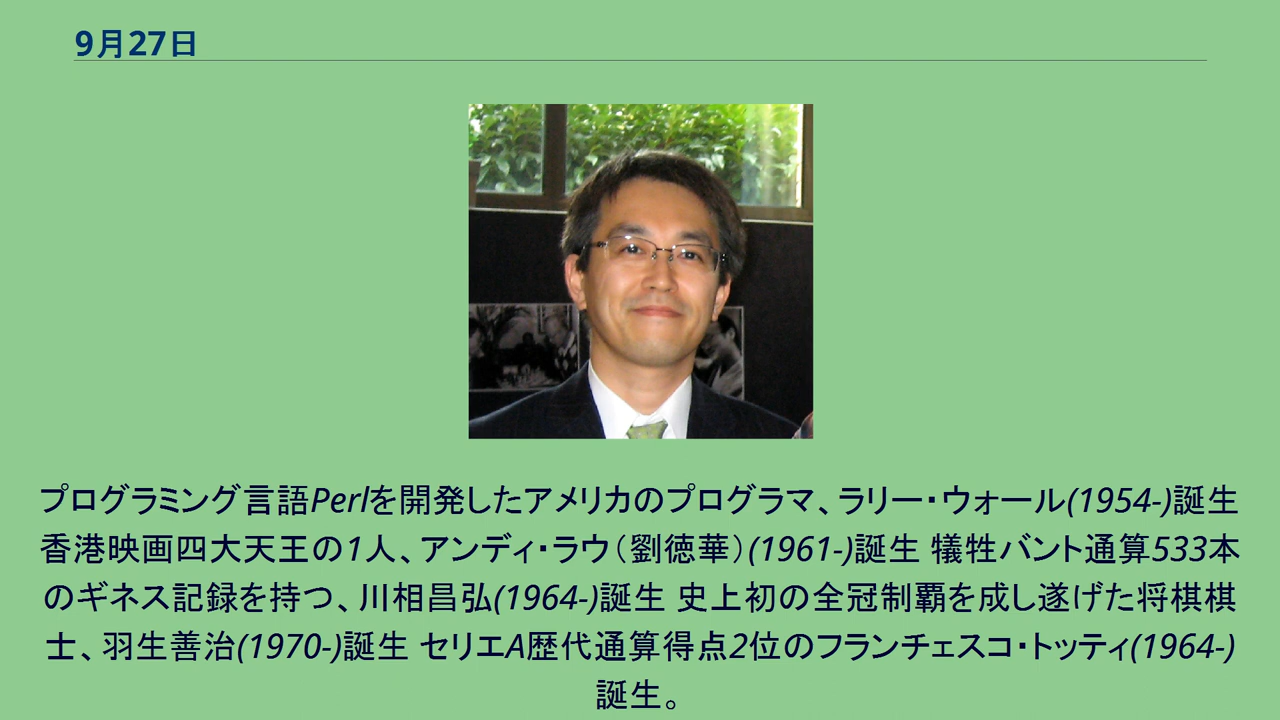 9月27日
プログラミング言語Perlを開発したアメリカのプログラマ、ラリー・ウォール(1954-)誕生
香港映画四大天王の1人、アンディ・ラウ（劉徳華）(1961-)誕生 犠牲バント通算533本
のギネス記録を持つ、川相昌弘(1964-)誕生 史上初の全冠制覇を成し遂げた将棋棋
士、羽生善治(1970-)誕生 セリエA歴代通算得点2位のフランチェスコ・トッティ(1964-)
誕生。